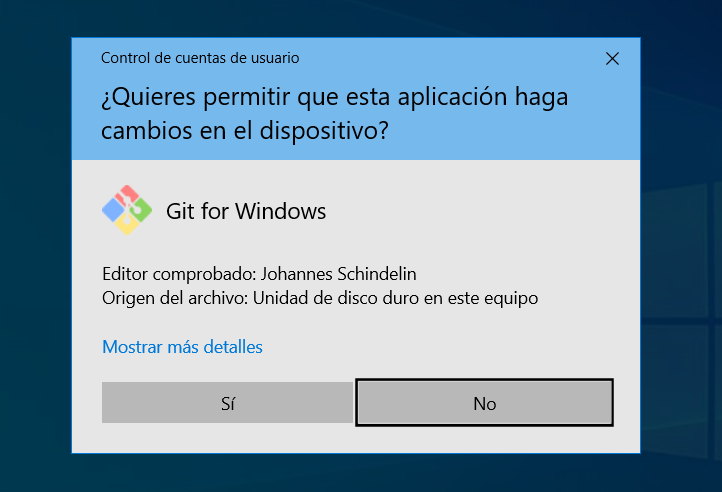 Control de cuentas de usuario
¿Quieres permitir que esta aplicación haga
cambios en el dispositivo?
Git for Windows
Editor comprobado: Johannes Schindelin
Origen del archivo: Unidad de disco duro en este equipo
Mostrar más detalles
Sí
No